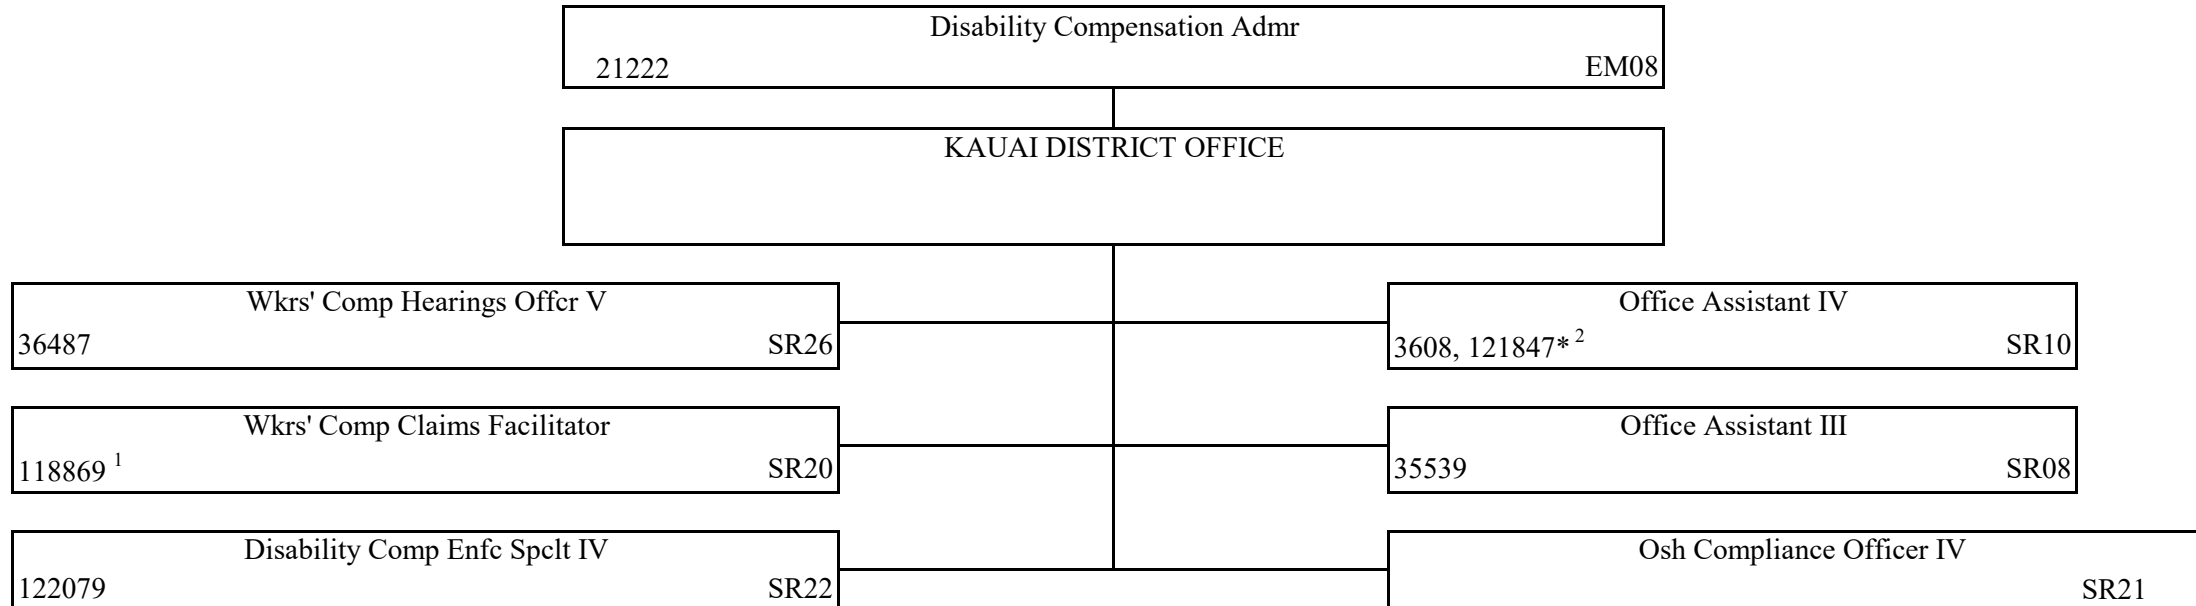 Disability Compensation Admr
21222 EM08
KAUAI DISTRICT OFFICE
Wkrs' Comp Hearings Offcr V
36487 SR26
Office Assistant IV
3608, 121847* 2 SR10
Wkrs' Comp Claims Facilitator
118869 1 SR20
Office Assistant III
35539 SR08
Disability Comp Enfc Spclt IV
122079 SR22
Osh Compliance Officer IV
SR21